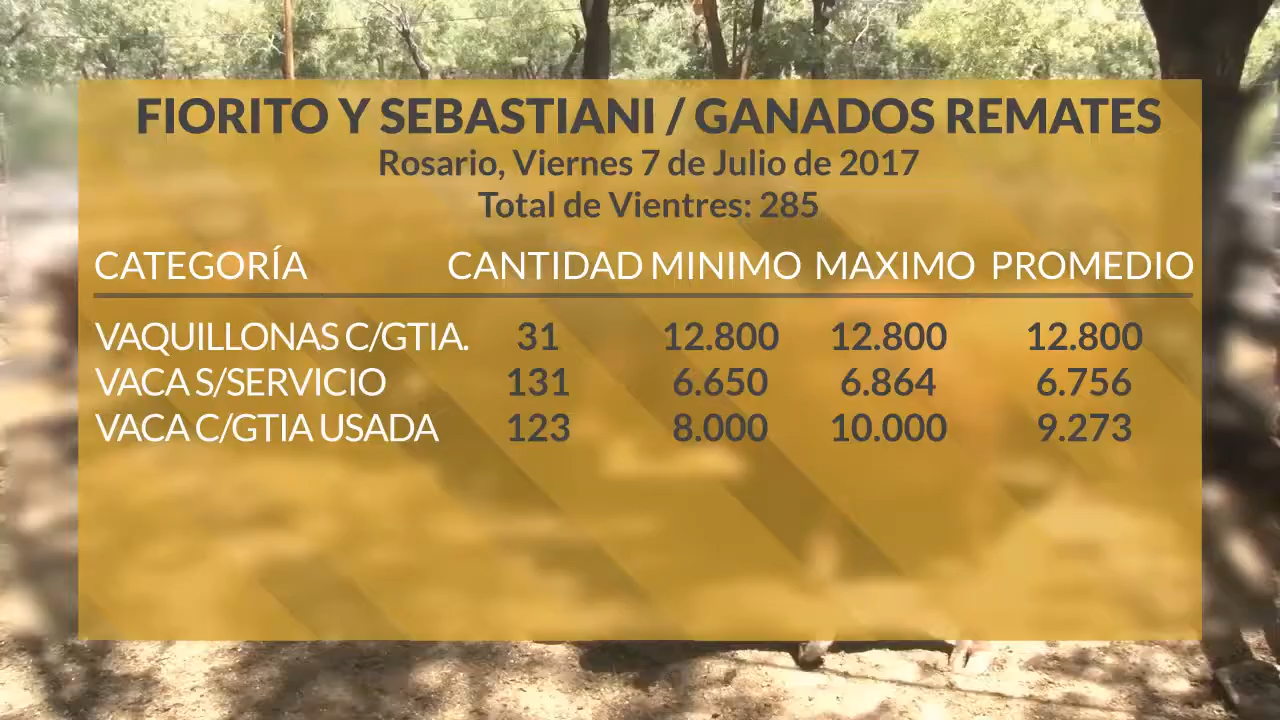 FIORITO Y SEBASTIANI / GANADOS REMATES
Rosario, Viernes 7 de Julio de 2017
Total de Vientres: 285
CATEGORÍA CANTIDAD MINIMO MAXIMO PROMEDIO
VAQUILLONAS C/GTIA. 31 12.800 12.800 12.800
VACA S/SERVICIO 131 6.650 6.864 6.756
VACA C/GTIA USADA 123 8.000 10.000 9.273